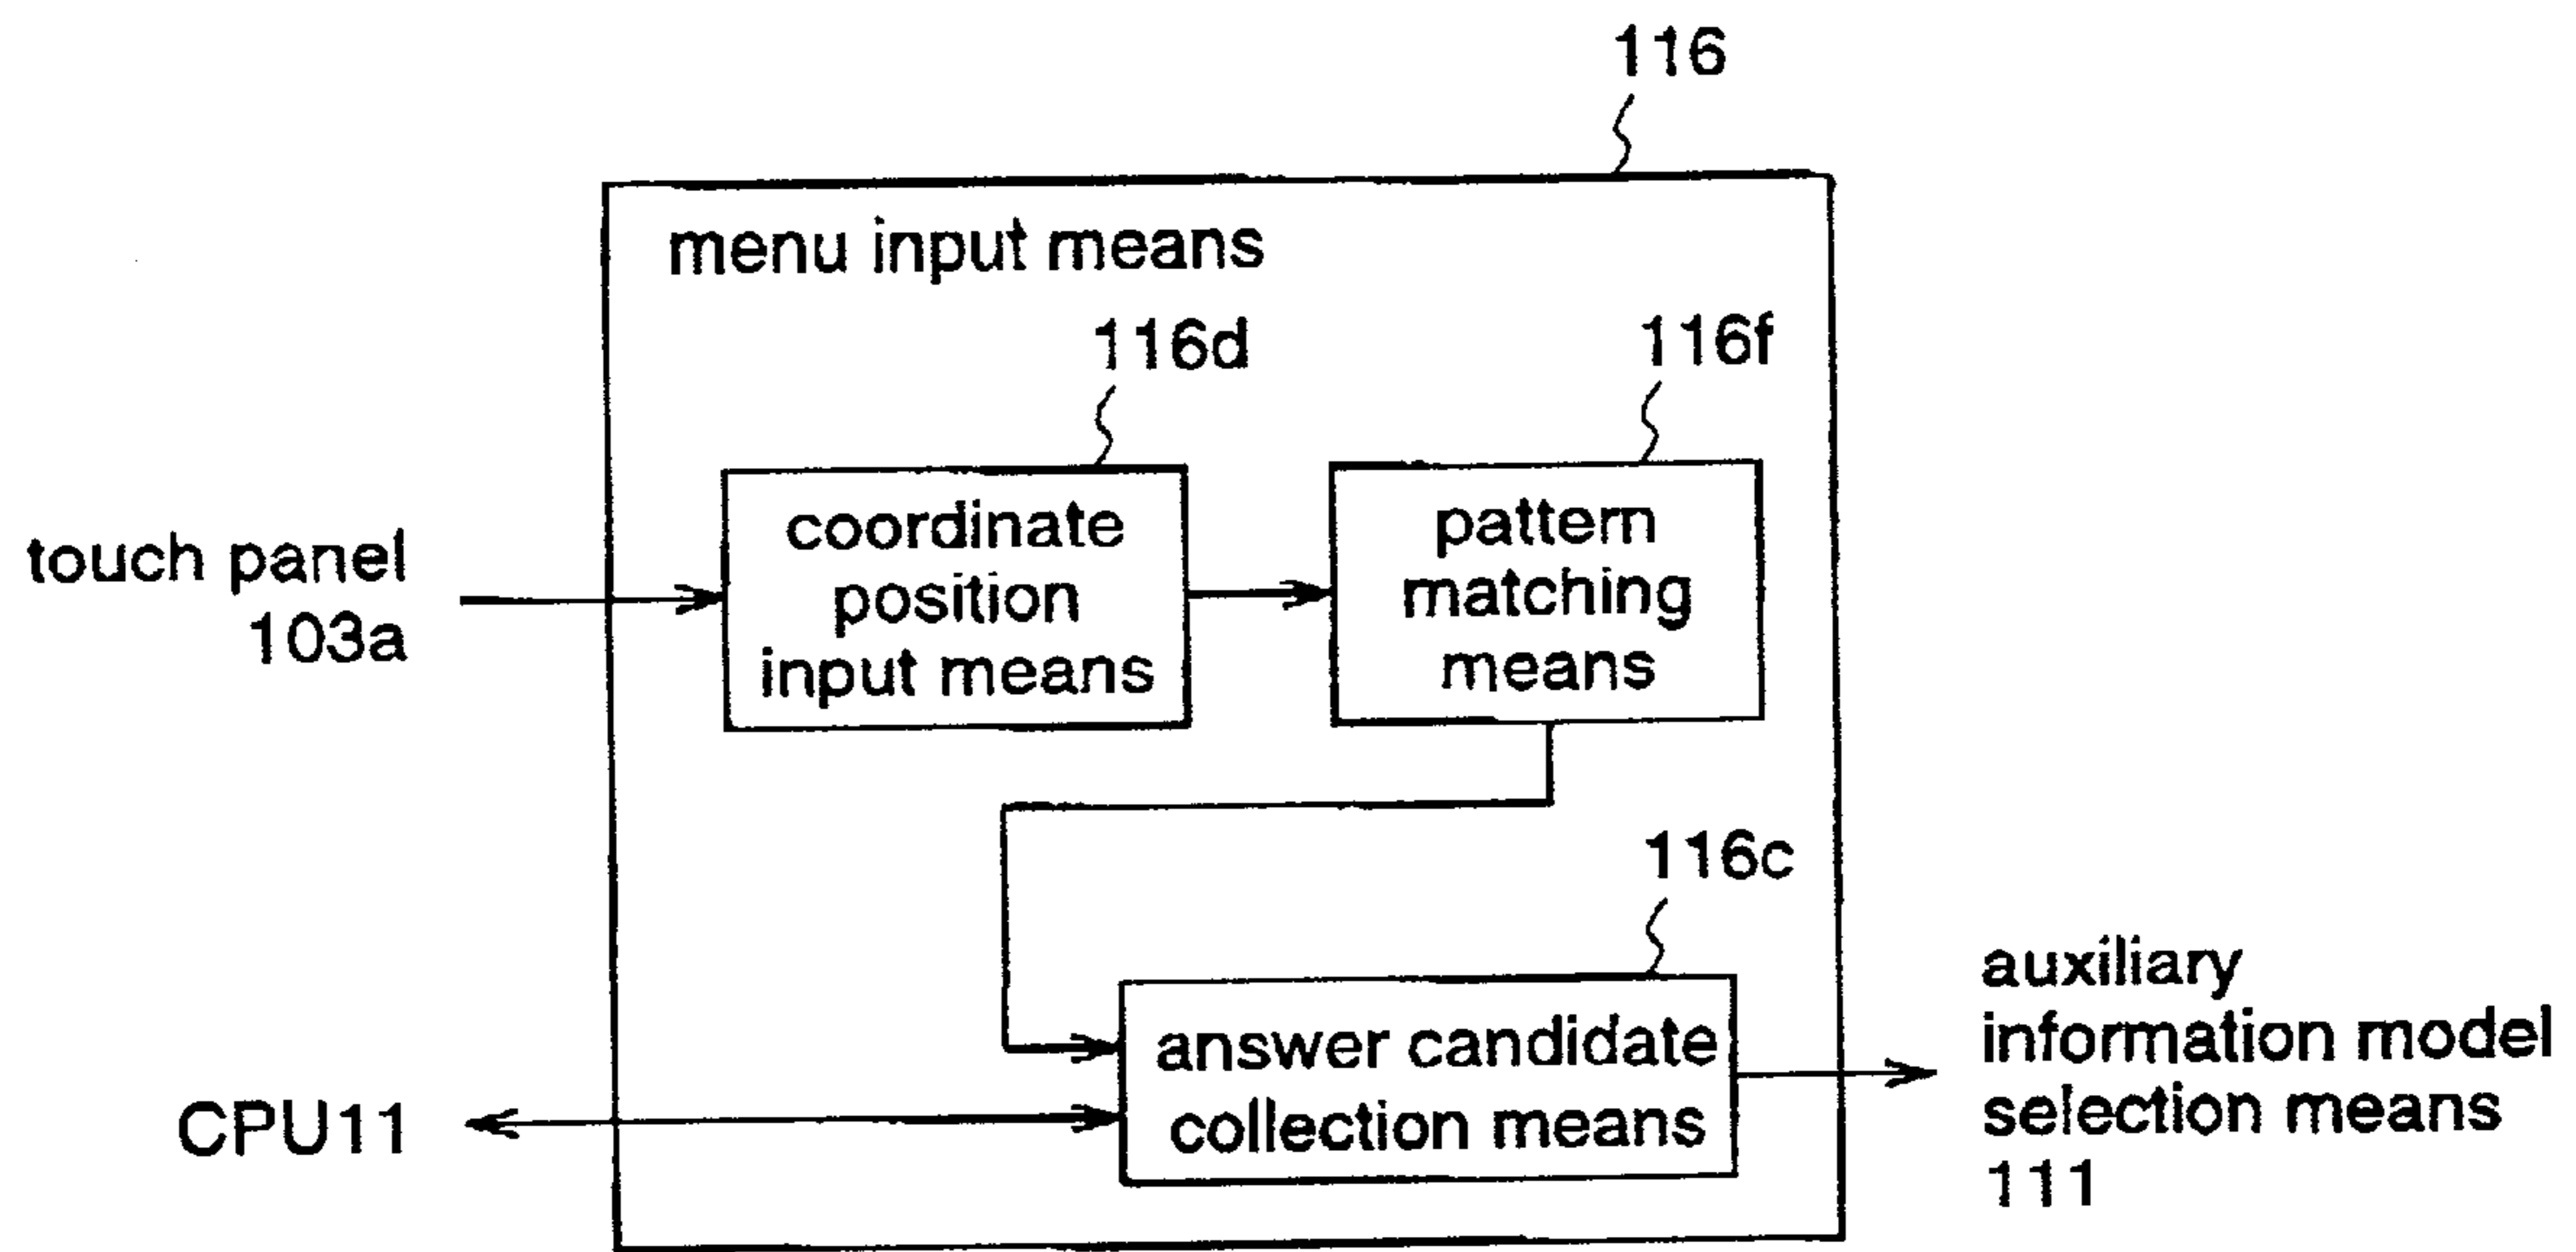 116
menu input means
116d
116f
touch panel
103a
coordinate
position
input means
pattern
matching
means
116c
CPU11
answer candidate
collection means
auxiliary
information model
selection means
111